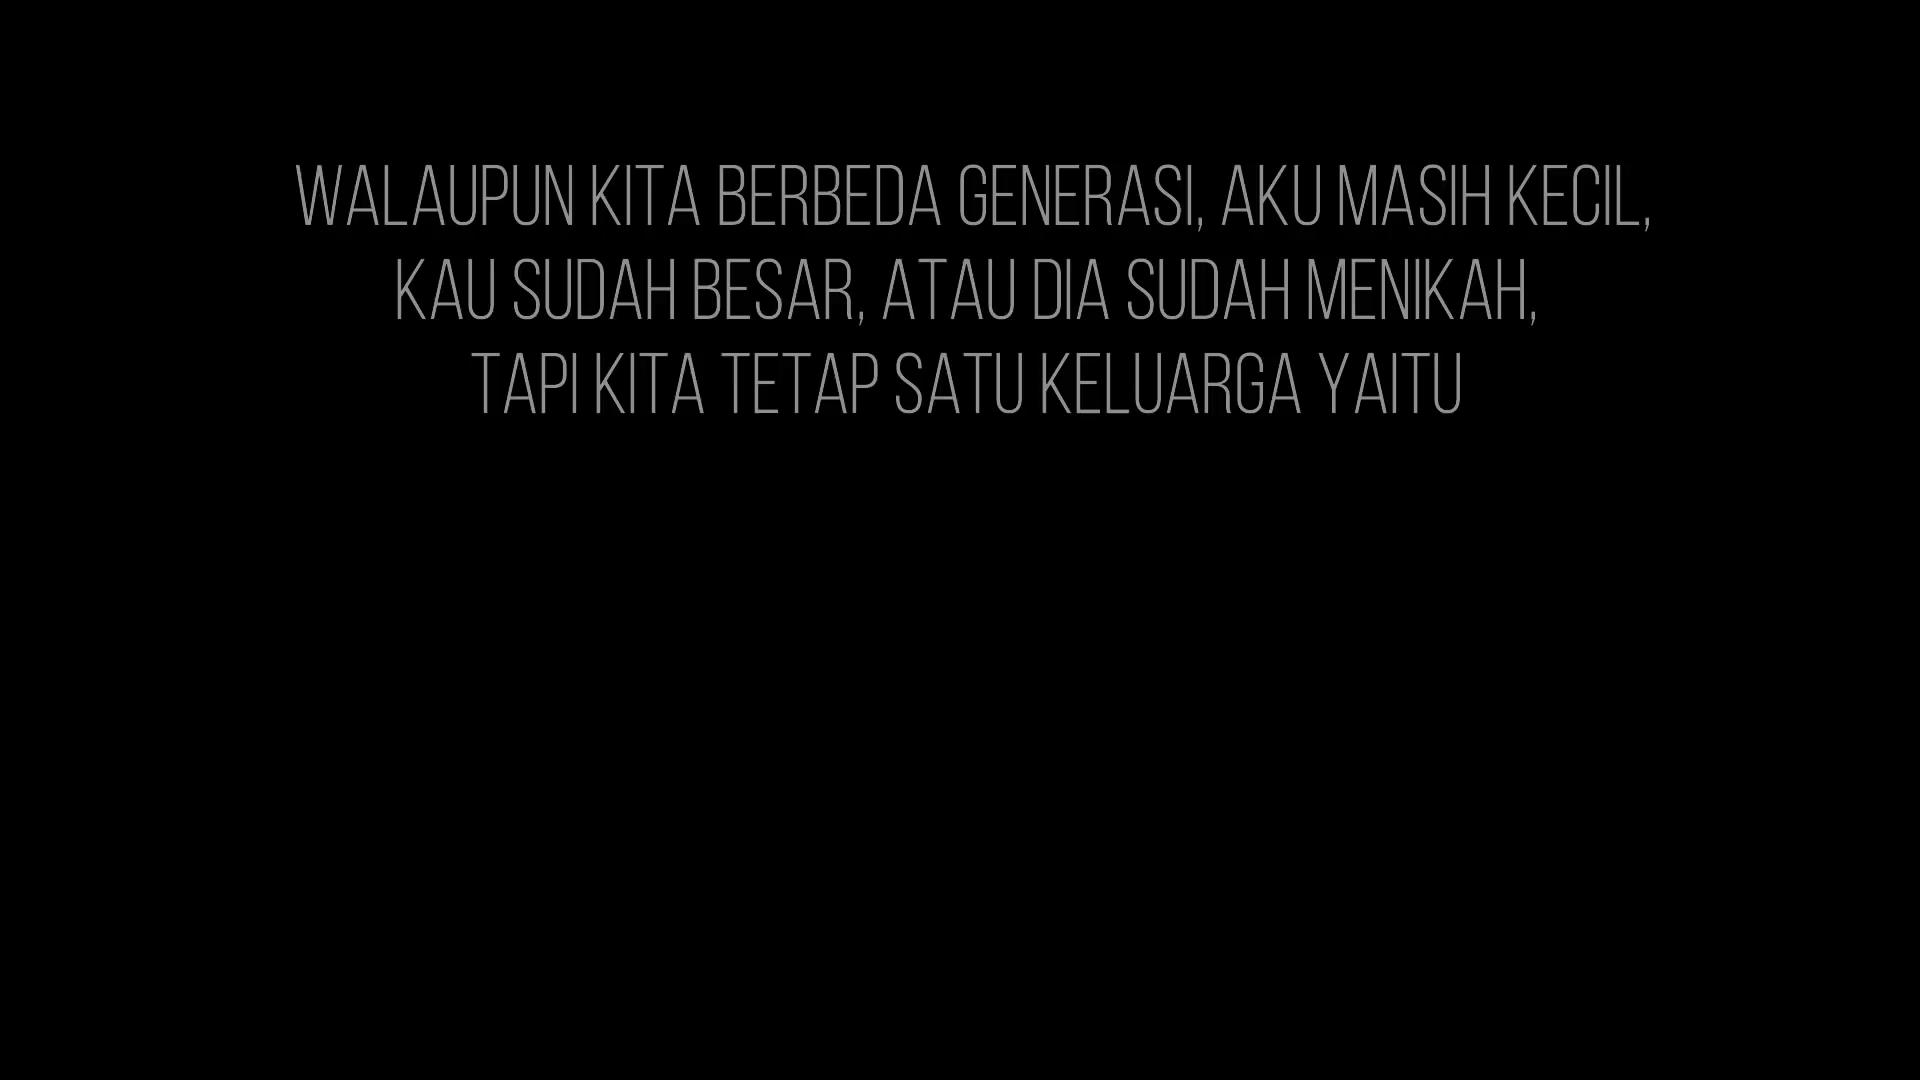 WALAUPUN KITA BERBEDA GENERASI, AKU MASIH KECIL,
KAU SUDAH BESAR, ATAU DIA SUDAH MENIKAH,
TAPI KITA TETAP SATU KELUARGA YAITU